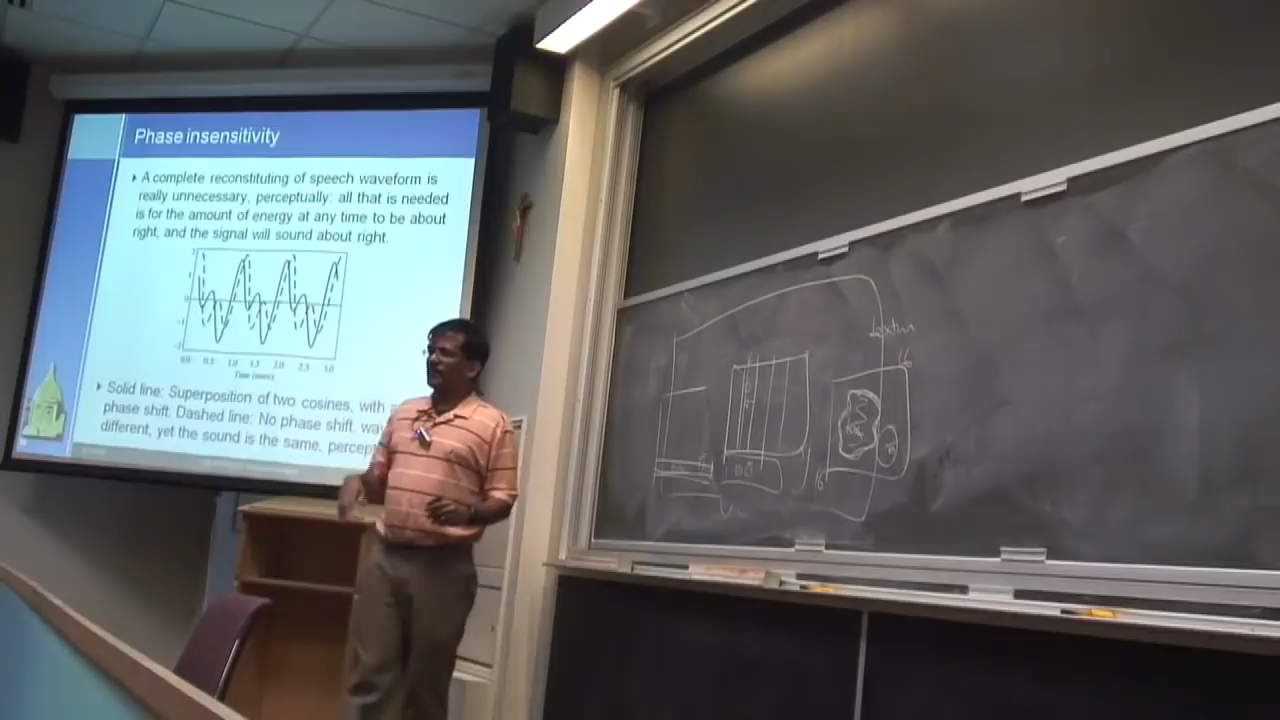 Phase insensitivity
A complete reconstituting of speech waveform is
really unnecessary, perceptually: all that is needed
is for the amount of energy at any time to be about
right, and the signal will sound about right.
0.0 0.5 1.0 1.5 2.0 2.5 3.0
Time (msec)
Solid line: Superposition of two cosines, with
phase shift. Dashed line: No phase shift.
different, yet the sound is the same,
16